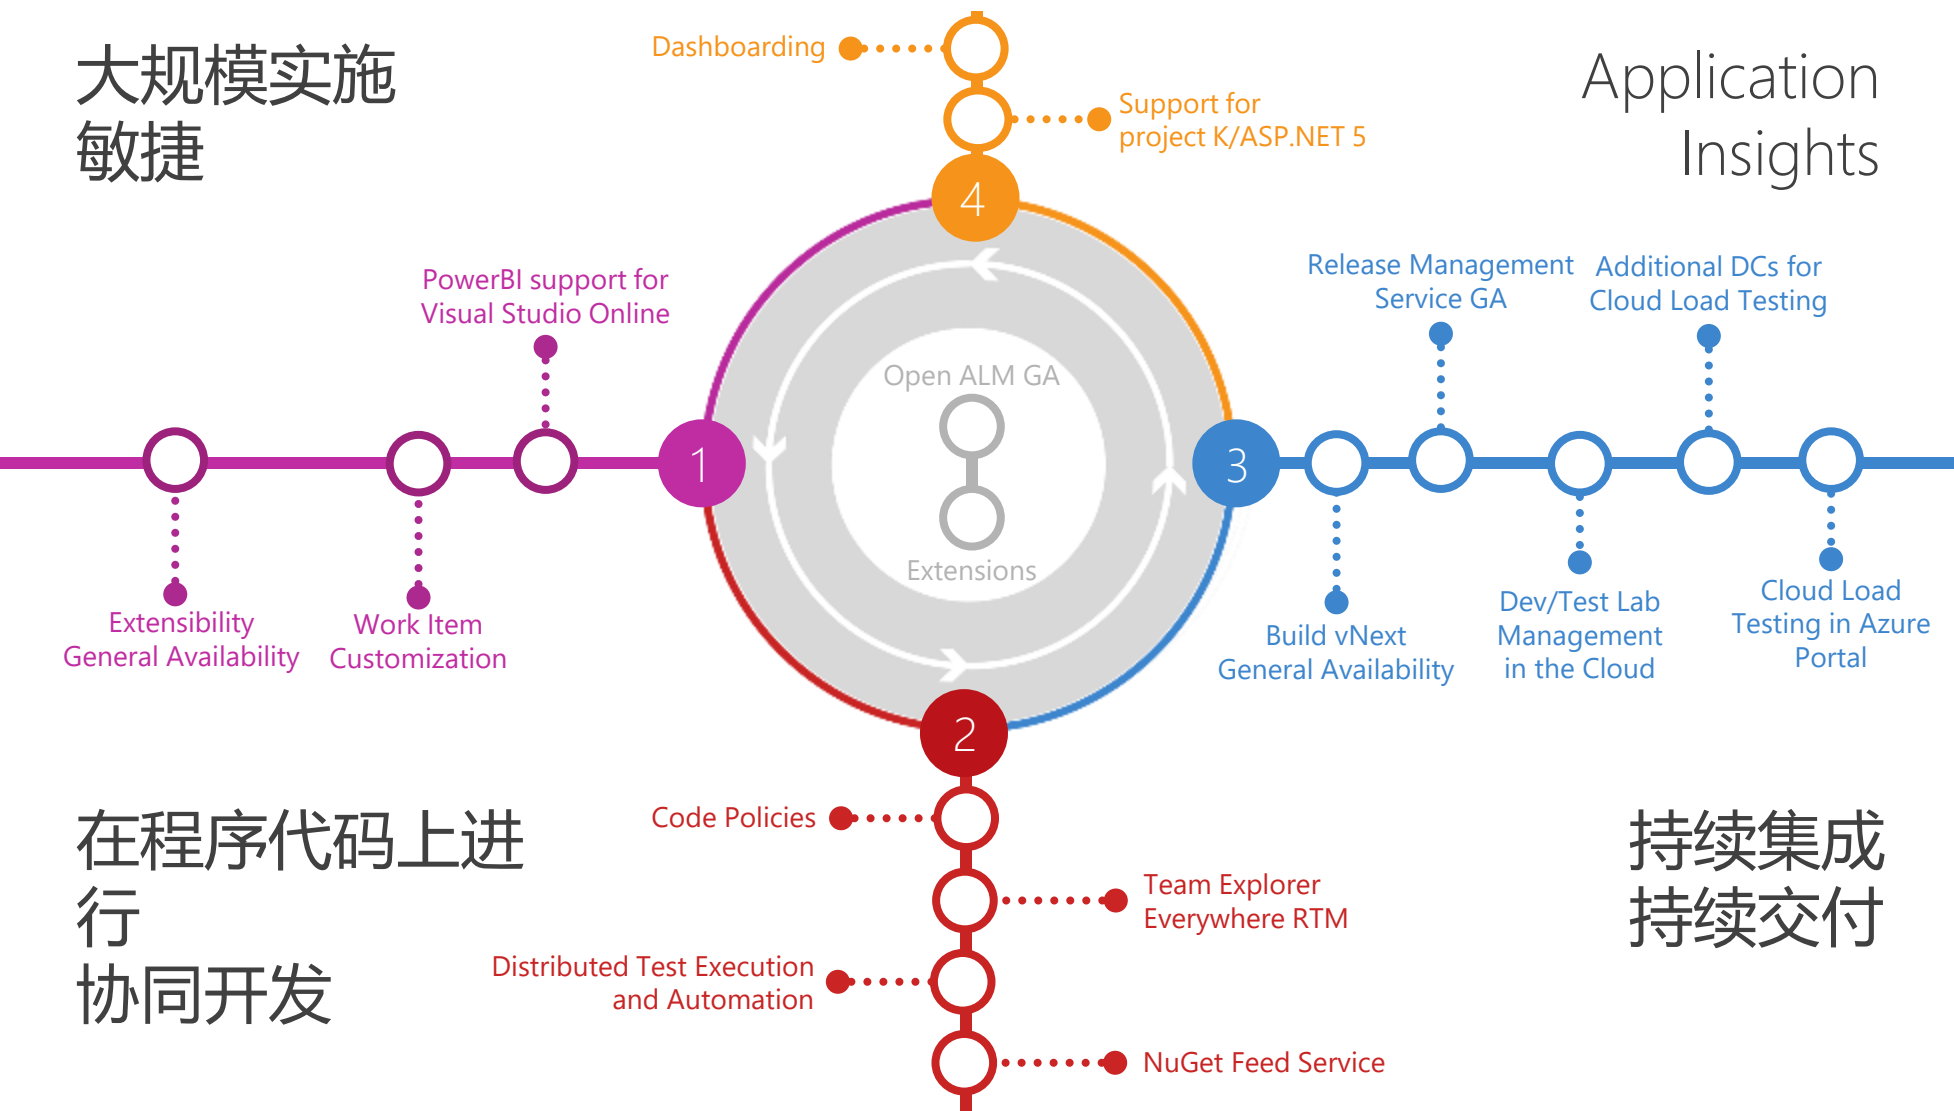 大规模实施
敏捷
Dashboarding
Support for
project K/ASP.NET 5
Application
Insights
4
PowerBI support for
Visual Studio Online
Release Management
Service GA
Additional DCs for
Cloud Load Testing
Open ALM GA
1
3
Extensions
Extensibility
General Availability
Work Item
Customization
Build vNext
General Availability
Dev/Test Lab
Management
in the Cloud
Cloud Load
Testing in Azure
Portal
2
在程序代码上进
行
协同开发
Code Policies
Team Explorer
Everywhere RTM
Distributed Test Execution
and Automation
NuGet Feed Service
持续集成
持续交付